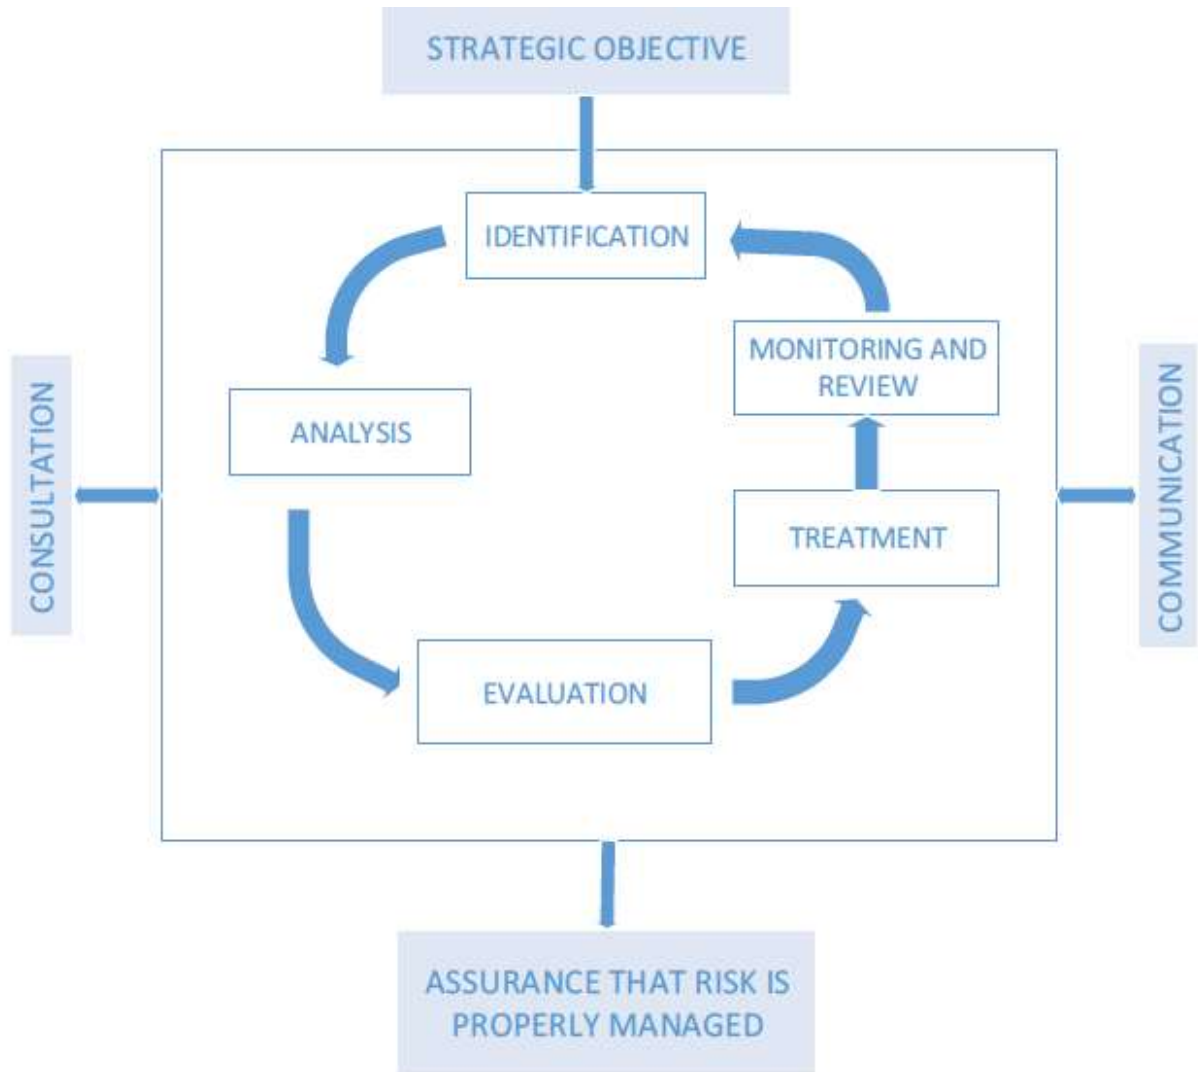 STRATEGIC OBJECTIVE
IDENTIFICATION
MONITORING AND
REVIEW
ANALYSIS
CONSULTATION
COMMUNICATION
TREATMENT
EVALUATION
ASSURANCE THAT RISK IS
PROPERLY MANAGED